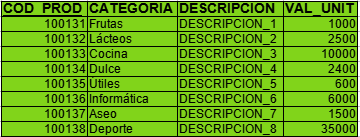 COD_PROD CATEGORIA DESCRIPCION VAL_UNIT
100131 Frutas DESCRIPCION_1 1000
100132 Lácteos DESCRIPCION_2 2500
100133 Cocina DESCRIPCION_3 10000
100134 Dulce DESCRIPCION_4 2400
100135 Útiles DESCRIPCION_5 600
100136 Informática DESCRIPCION_6 6000
100137 Aseo DESCRIPCION_7 1500
100138 Deporte DESCRIPCION_8 35000